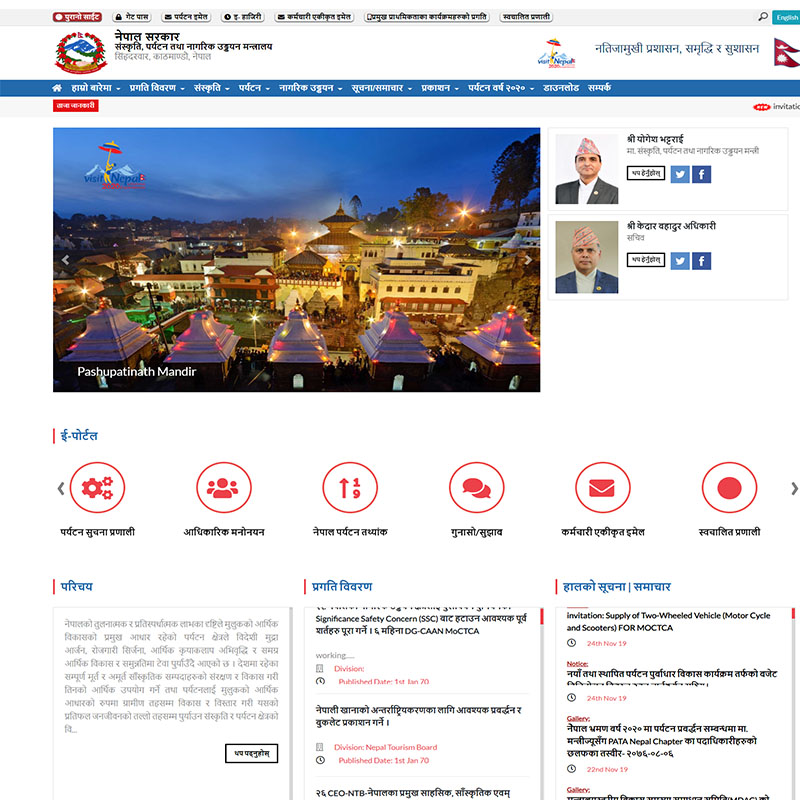 पुरानो साईट
गेट पास
पर्यटन इमेल
ई- हाजिरी
कर्मचारी एकीकृत इमेल
प्रमुख प्राथमिकताका कार्यक्रमहरुको प्रगति
स्वचालित प्रणाली
English
नेपाल सरकार
संस्कृति, पर्यटन तथा नागरिक उड्डयन मन्त्रालय
सिंहदरवार, काठमाण्डौ, नेपाल
visit Nepal
2020
नतिजामुखी प्रशासन, समृद्धि र सुशासन
हाम्रो बारेमा
प्रगति विवरण
संस्कृति
पर्यटन
नागरिक उड्डयन
सूचना/समाचार
प्रकाशन
पर्यटन वर्ष २०२०
डाउनलोड
सम्पर्क
ताजा जानकारी
NEW
invitatio
visit Nepal
श्री योगेश भट्टराई
मा. संस्कृति, पर्यटन तथा नागरिक उड्डयन मन्त्री
थप हेर्नुहोस्
श्री केदार वहादुर अधिकारी
सचिव
थप हेर्नुहोस्
Pashupatinath Mandir
ई-पोर्टल
पर्यटन सुचना प्रणाली
आधिकारिक मनोनयन
नेपाल पर्यटन तथ्यांक
गुनासो/सुझाव
कर्मचारी एकीकृत इमेल
स्वचालित प्रणाली
परिचय
नेपालको तुलनात्मक र प्रतिस्पर्धात्मक लाभका दृष्टिले मुलुकको आर्थिक
विकासको प्रमुख आधार रहेको पर्यटन क्षेत्रले विदेशी मुद्रा
आर्जन, रोजगारी सिर्जना, आर्थिक कृयाकलाप अभिवृद्धि र समग्र
आर्थिक विकास र समुन्नतिमा टेवा पुर्याउँदै आएको छ । देशमा रहेका
सम्पूर्ण मूर्त र अमूर्त साँस्कृतिक सम्पदाहरुको संरक्षण र विकास गरी
तिनको आर्थिक उपयोग गर्ने तथा पर्यटनलाई मुलुकको आर्थिक
आधारको रुपमा ग्रामीण तहसम्म विकास र विस्तार गरी यसको
प्रतिफल जनजीवनको तल्लो तहसम्म पुर्याउन संस्कृति र पर्यटन क्षेत्रको
वि...
थप पढ्नुहोस्
प्रगति विवरण
Significance Safety Concern (SSC) वाट हटाउन आवश्यक पूर्व
शर्तहरु पूरा गर्ने । ६ महिना DG-CAAN MoCTCA
working.....
Division:
Published Date: 1st Jan 70
नेपाली खानाको अन्तर्राष्ट्रियकरणका लागि आवश्यक प्रवर्द्धन र
बुकलेट प्रकाशन गर्ने ।
Division: Nepal Tourism Board
Published Date: 1st Jan 70
२६ CEO-NTB-नेपालका प्रमुख साहसिक, साँस्कृतिक एवम्
हालको सूचना | समाचार
invitation: Supply of Two-Wheeled Vehicle (Motor Cycle
and Scooters) FOR MOCTCA
24th Nov 19
Notice:
नयाँ तथा स्थापित पर्यटन पुर्वाधार विकास कार्यक्रम तर्फको वजेट
24th Nov 19
Gallery:
नेपाल भ्रमण वर्ष २०२० मा पर्यटन प्रवर्द्धन सम्वन्धमा मा.
मन्त्रीज्यूसँग PATA Nepal Chapter का पदाधिकारीहरुको
छलफलका तस्वीर- २०७६-०८-०६
22nd Nov 19
Gallery: